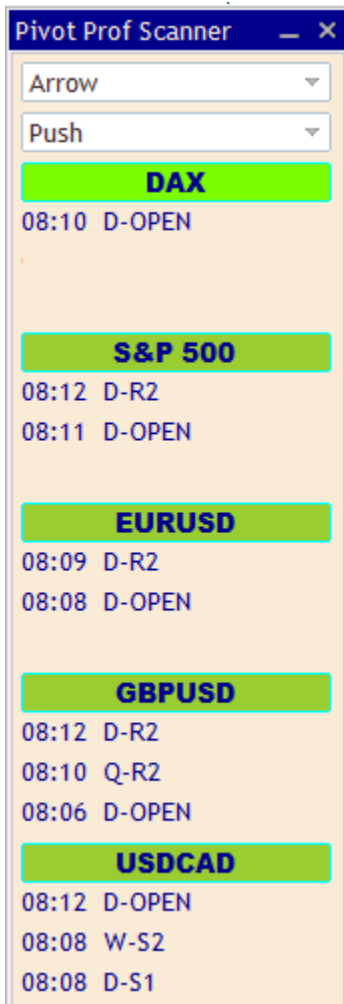 Pivot Prof Scanner
Arrow
Push
DAX
08:10 D-OPEN
S&P 500
08:12 D-R2
08:11 D-OPEN
EURUSD
08:09 D-R2
08:08 D-OPEN
GBPUSD
08:12 D-R2
08:10 Q-R2
08:06 D-OPEN
USDCAD
08:12 D-OPEN
08:08 W-S2
08:08 D-S1